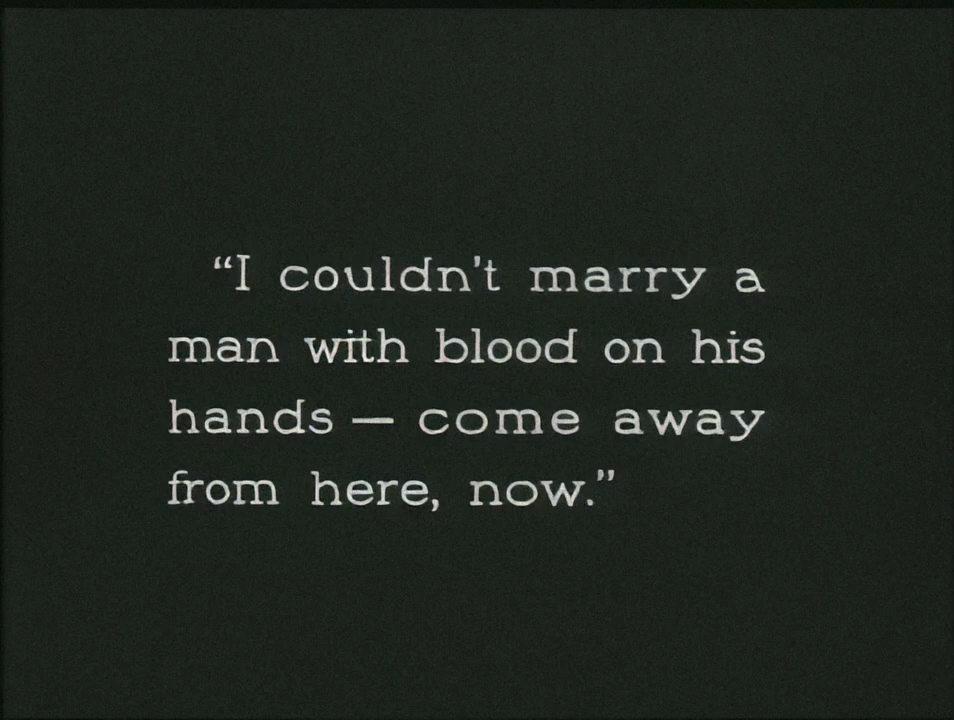 “I couldn't marry a
man with blood on his
hands — come away
from here, now.”